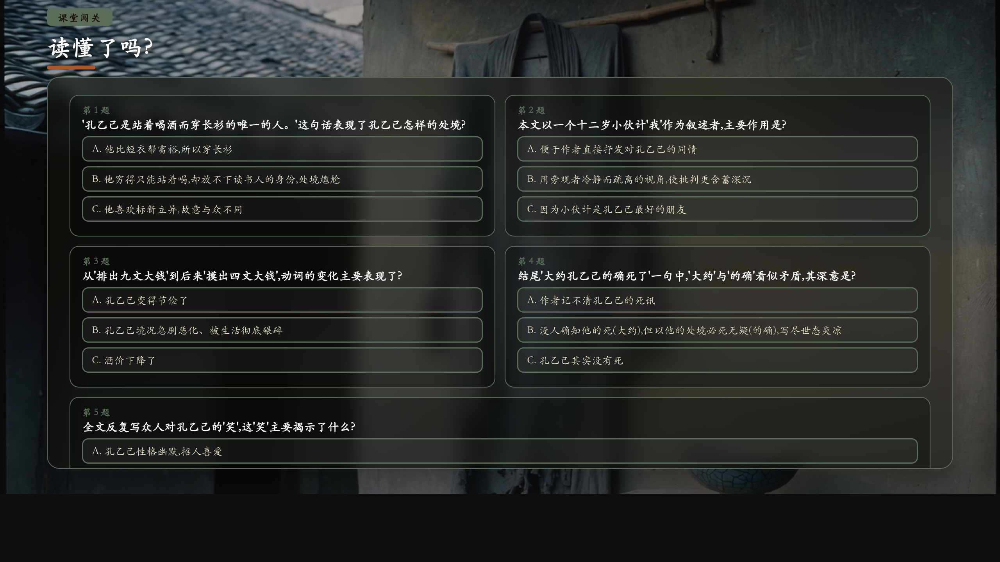 课堂闯关
读懂了吗?
第 1 题
'孔乙己是站着喝酒而穿长衫的唯一的人。'这句话表现了孔乙己怎样的处境?
A. 他比短衣帮富裕,所以穿长衫
B. 他穷得只能站着喝,却放不下读书人的身份,处境尴尬
C. 他喜欢标新立异,故意与众不同
第 2 题
本文以一个十二岁小伙计'我'作为叙述者,主要作用是?
A. 便于作者直接抒发对孔乙己的同情
B. 用旁观者冷静而疏离的视角,使批判更含蓄深沉
C. 因为小伙计是孔乙己最好的朋友
第 3 题
从'排出九文大钱'到后来'摸出四文大钱',动词的变化主要表现了?
A. 孔乙己变得节俭了
B. 孔乙己境况急剧恶化、被生活彻底碾碎
C. 酒价下降了
第 4 题
结尾'大约孔乙己的确死了'一句中,'大约'与'的确'看似矛盾,其深意是?
A. 作者记不清孔乙己的死讯
B. 没人确知他的死(大约),但以他的处境必死无疑(的确),写尽世态炎凉
C. 孔乙己其实没有死
第 5 题
全文反复写众人对孔乙己的'笑',这'笑'主要揭示了什么?
A. 孔乙己性格幽默,招人喜爱